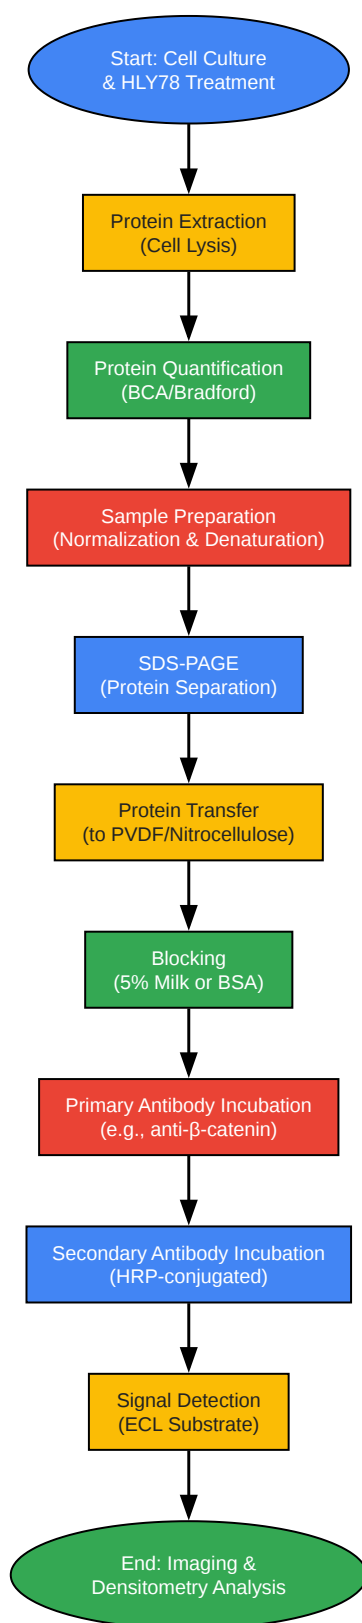 Start: Cell Culture
& HLY78 Treatment
Protein Extraction
(Cell Lysis)
Protein Quantification
(BCA/Bradford)
Sample Preparation
(Normalization & Denaturation)
SDS-PAGE
(Protein Separation)
Protein Transfer
(to PVDF/Nitrocellulose)
Blocking
(5% Milk or BSA)
Primary Antibody Incubation
(e.g., anti-β-catenin)
Secondary Antibody Incubation
(HRP-conjugated)
Signal Detection
(ECL Substrate)
End: Imaging &
Densitometry Analysis